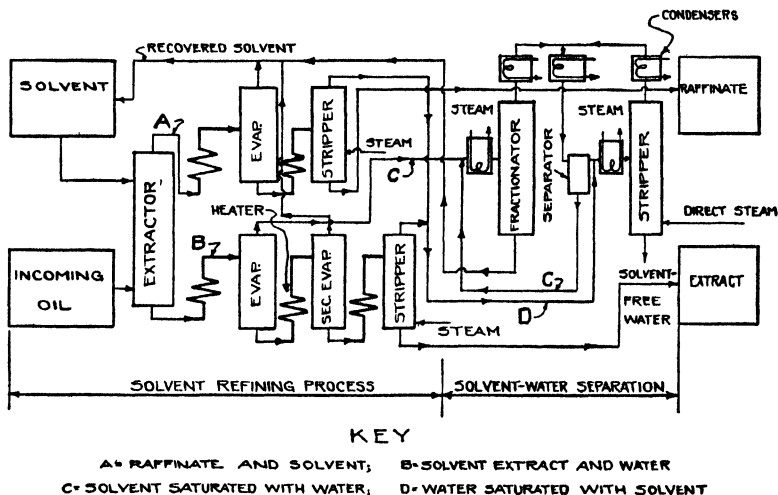 CONDENSERS
RECOVERED SOLVENT
SOLVENT
RAFFINATE
A
STEAM
STEAM
EVAP.
STRIPPER
STEAM
C
FRACTIONATOR
SEPARATOR
STRIPPER
EXTRACTOR
HEATER
DIRECT STEAM
B
INCOMING
OIL
EVAP.
SEC. EVAP.
STRIPPER
C
D
SOLVENT-
FREE
WATER
EXTRACT
STEAM
SOLVENT REFINING PROCESS
SOLVENT-WATER SEPARATION
KEY
A= RAFFINATE AND SOLVENT; B=SOLVENT EXTRACT AND WATER
C= SOLVENT SATURATED WITH WATER; D=WATER SATURATED WITH SOLVENT